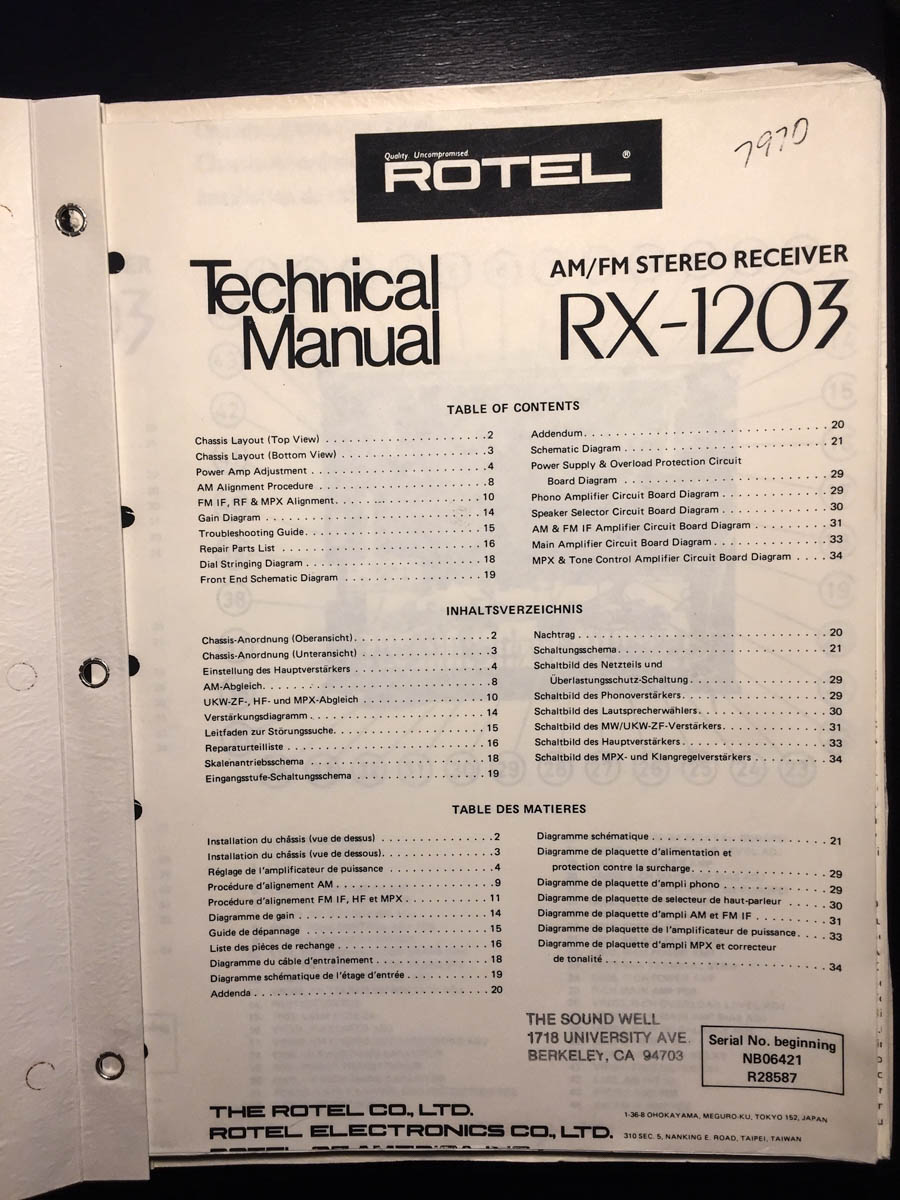 Quality. Uncompromised.
ROTEL®
7970
Technical
Manual
AM/FM STEREO RECEIVER
RX-1203
TABLE OF CONTENTS
Chassis Layout (Top View) . . . . . . . . . . . . . . . . . . . . . 2
Chassis Layout (Bottom View) . . . . . . . . . . . . . . . . . . . 3
Power Amp Adjustment . . . . . . . . . . . . . . . . . . . . . . . 4
AM Alignment Procedure . . . . . . . . . . . . . . . . . . . . . . 8
FM IF, RF & MPX Alignment. . . . . . . . . . . . . . . . . . . 10
Gain Diagram . . . . . . . . . . . . . . . . . . . . . . . . . . . . 14
Troubleshooting Guide. . . . . . . . . . . . . . . . . . . . . . . 15
Repair Parts List . . . . . . . . . . . . . . . . . . . . . . . . . . 16
Dial Stringing Diagram . . . . . . . . . . . . . . . . . . . . . . . 18
Front End Schematic Diagram . . . . . . . . . . . . . . . . . . 19
Addendum. . . . . . . . . . . . . . . . . . . . . . . . . . . . . . 20
Schematic Diagram . . . . . . . . . . . . . . . . . . . . . . . . . 21
Power Supply & Overload Protection Circuit
Board Diagram . . . . . . . . . . . . . . . . . . . . . . . . . . 29
Phono Amplifier Circuit Board Diagram . . . . . . . . . . . . . 29
Speaker Selector Circuit Board Diagram . . . . . . . . . . . . . 30
AM & FM IF Amplifier Circuit Board Diagram . . . . . . . . . 31
Main Amplifier Circuit Board Diagram . . . . . . . . . . . . . . 33
MPX & Tone Control Amplifier Circuit Board Diagram . . . . 34
INHALTSVERZEICHNIS
Chassis-Anordnung (Oberansicht). . . . . . . . . . . . . . . . . 2
Chassis-Anordnung (Unteransicht) . . . . . . . . . . . . . . . . 3
Einstellung des Hauptverstärkers . . . . . . . . . . . . . . . . . 4
AM-Abgleich. . . . . . . . . . . . . . . . . . . . . . . . . . . . . 8
UKW-ZF-, HF- und MPX-Abgleich . . . . . . . . . . . . . . . . 10
Verstärkungsdiagramm . . . . . . . . . . . . . . . . . . . . . . . 14
Leitfaden zur Störungssuche. . . . . . . . . . . . . . . . . . . . 15
Reparaturteilliste . . . . . . . . . . . . . . . . . . . . . . . . . . 16
Skalenantriebsschema . . . . . . . . . . . . . . . . . . . . . . . 18
Eingangsstufe-Schaltungsschema . . . . . . . . . . . . . . . . . 19
Nachtrag . . . . . . . . . . . . . . . . . . . . . . . . . . . . . . . 20
Schaltungsschema. . . . . . . . . . . . . . . . . . . . . . . . . . 21
Schaltbild des Netzteils und
Überlastungsschutz-Schaltung. . . . . . . . . . . . . . . . . . 29
Schaltbild des Phonoverstärkers. . . . . . . . . . . . . . . . . . 29
Schaltbild des Lautsprecherwählers. . . . . . . . . . . . . . . . 30
Schaltbild des MW/UKW-ZF-Verstärkers. . . . . . . . . . . . . 31
Schaltbild des Hauptverstärkers. . . . . . . . . . . . . . . . . . 33
Schaltbild des MPX- und Klangregelverstärkers . . . . . . . . . 34
TABLE DES MATIERES
Installation du châssis (vue de dessus) . . . . . . . . . . . . . . 2
Installation du châssis (vue de dessous). . . . . . . . . . . . . . 3
Réglage de l'amplificateur de puissance . . . . . . . . . . . . . 4
Procédure d'alignement AM . . . . . . . . . . . . . . . . . . . . 9
Procédure d'alignement FM IF, HF et MPX . . . . . . . . . . . 11
Diagramme de gain . . . . . . . . . . . . . . . . . . . . . . . . . 14
Guide de dépannage . . . . . . . . . . . . . . . . . . . . . . . . 15
Liste des pièces de rechange . . . . . . . . . . . . . . . . . . . . 16
Diagramme du câble d'entraînement . . . . . . . . . . . . . . . 18
Diagramme schématique de l'étage d'entrée . . . . . . . . . . . 19
Addenda . . . . . . . . . . . . . . . . . . . . . . . . . . . . . . . 20
Diagramme schématique . . . . . . . . . . . . . . . . . . . . . . 21
Diagramme de plaquette d'alimentation et
protection contre la surcharge. . . . . . . . . . . . . . . . . . 29
Diagramme de plaquette d'ampli phono . . . . . . . . . . . . . 29
Diagramme de plaquette de selecteur de haut-parleur . . . . . 30
Diagramme de plaquette d'ampli AM et FM IF . . . . . . . . . 31
Diagramme de plaquette de l'amplificateur de puissance. . . . 33
Diagramme de plaquette d'ampli MPX et correcteur
de tonalité . . . . . . . . . . . . . . . . . . . . . . . . . . . . . 34
THE SOUND WELL
1718 UNIVERSITY AVE.
BERKELEY, CA 94703
Serial No. beginning
NB06421
R28587
THE ROTEL CO., LTD.
1-36-8 OHOKAYAMA, MEGURO-KU, TOKYO 152, JAPAN
ROTEL ELECTRONICS CO., LTD.
310 SEC. 5, NANKING E. ROAD, TAIPEI, TAIWAN